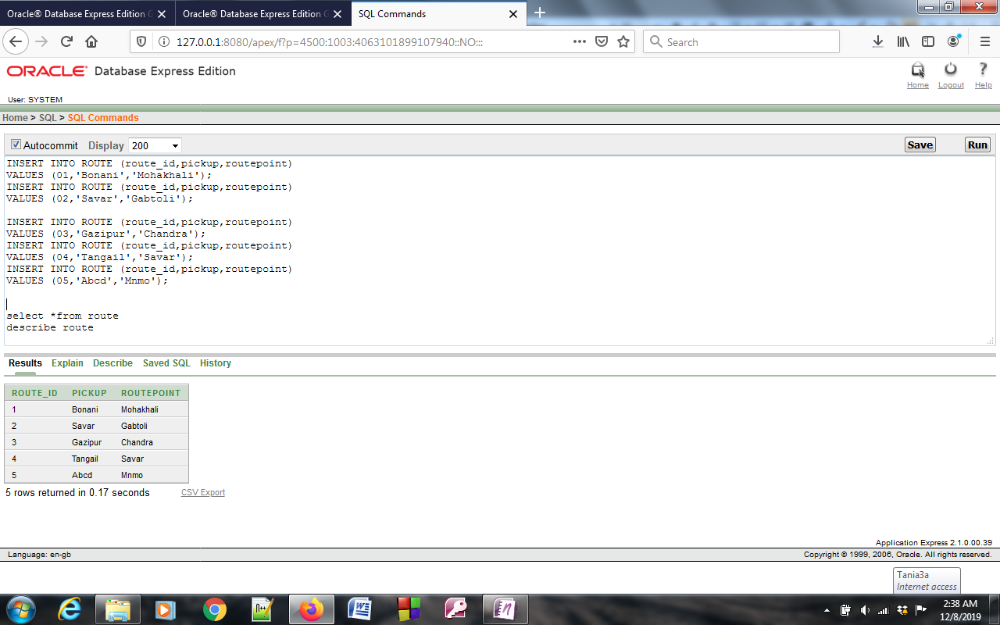 Oracle® Database Express Edition G
Oracle® Database Express Edition G
SQL Commands
127.0.0.1:8080/apex/f?p=4500:1003:4063101899107940::NO:::
Search
ORACLE® Database Express Edition
Home Logout Help
User: SYSTEM
Home > SQL > SQL Commands
Autocommit Display 200 Save Run
INSERT INTO ROUTE (route_id,pickup,routepoint)
VALUES (01,'Bonani','Mohakhali');
INSERT INTO ROUTE (route_id,pickup,routepoint)
VALUES (02,'Savar','Gabtoli');
INSERT INTO ROUTE (route_id,pickup,routepoint)
VALUES (03,'Gazipur','Chandra');
INSERT INTO ROUTE (route_id,pickup,routepoint)
VALUES (04,'Tangail','Savar');
INSERT INTO ROUTE (route_id,pickup,routepoint)
VALUES (05,'Abcd','Mnmo');
select *from route
describe route
Results Explain Describe Saved SQL History
ROUTE_ID PICKUP ROUTEPOINT
1 Bonani Mohakhali
2 Savar Gabtoli
3 Gazipur Chandra
4 Tangail Savar
5 Abcd Mnmo
5 rows returned in 0.17 seconds CSV Export
Application Express 2.1.0.00.39
Language: en-gb Copyright © 1999, 2006, Oracle. All rights reserved.
Tania3a
Internet access
2:38 AM
12/8/2019